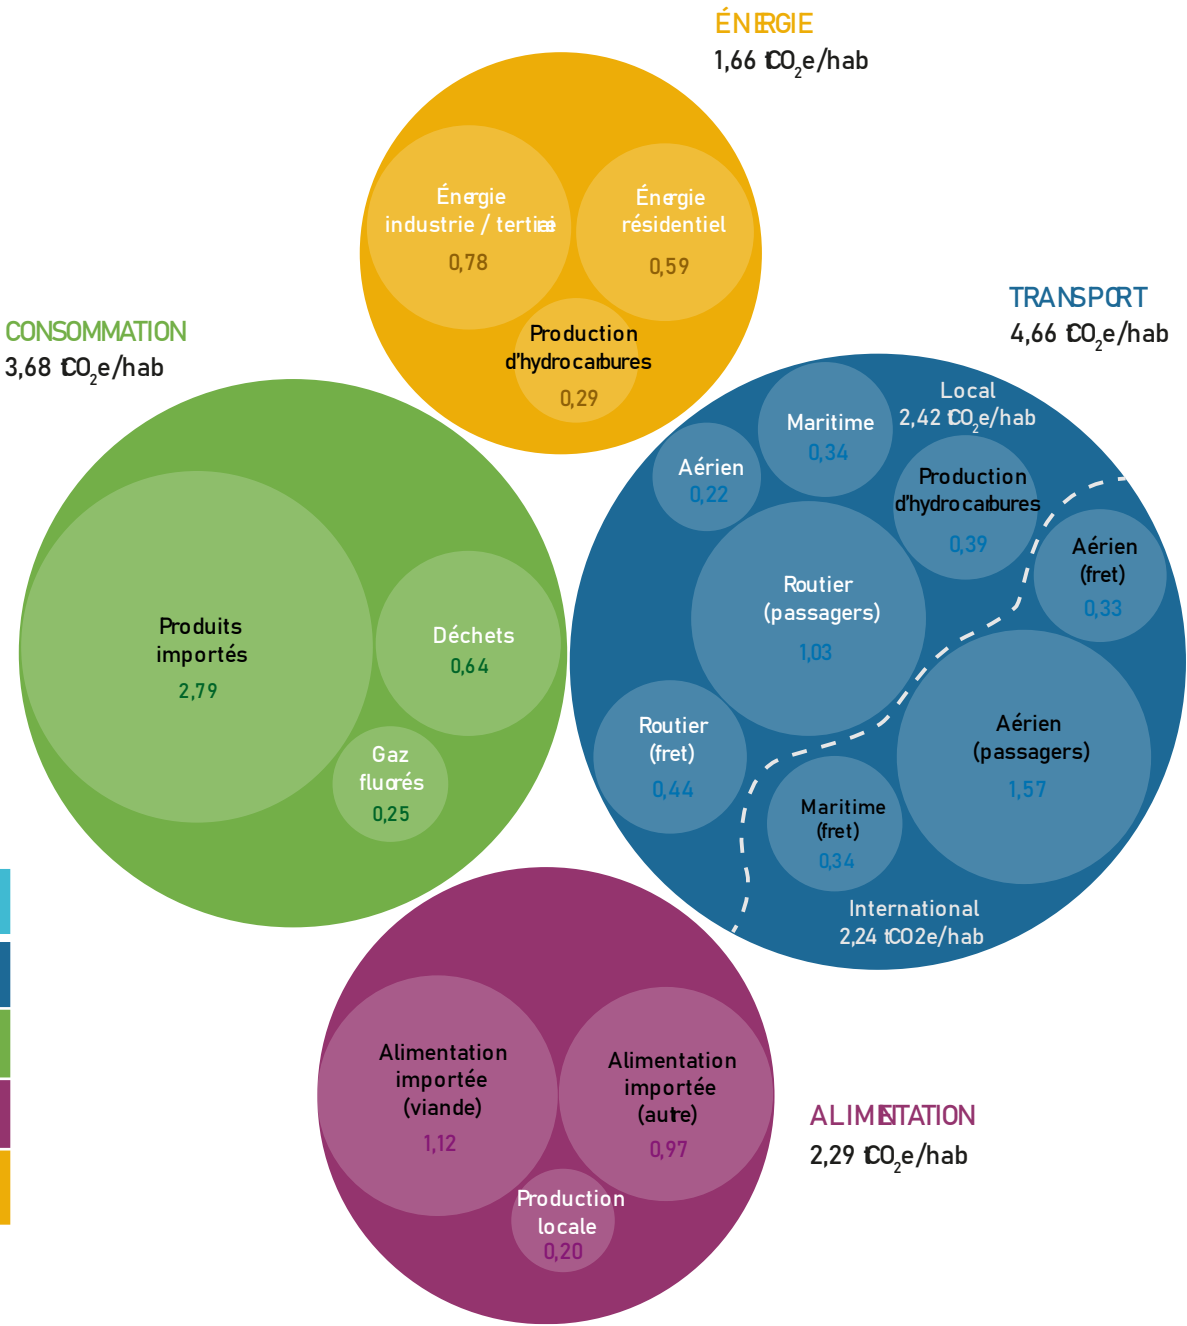 ÉNERGIE
1,66 tCO₂e/hab
Énergie
industrie / tertiaire
0,78
Énergie
résidentiel
0,59
Production
d'hydrocarbures
0,29
CONSOMMATION
3,68 tCO₂e/hab
Produits
importés
2,79
Déchets
0,64
Gaz
fluorés
0,25
TRANSPORT
4,66 tCO₂e/hab
Local
2,42 tCO₂e/hab
Maritime
0,34
Aérien
0,22
Production
d'hydrocarbures
0,39
Routier
(passagers)
1,03
Routier
(fret)
0,44
Aérien
(fret)
0,33
Aérien
(passagers)
1,57
Maritime
(fret)
0,34
International
2,24 tCO2e/hab
ALIMENTATION
2,29 tCO₂e/hab
Alimentation
importée
(viande)
1,12
Alimentation
importée
(autre)
0,97
Production
locale
0,20